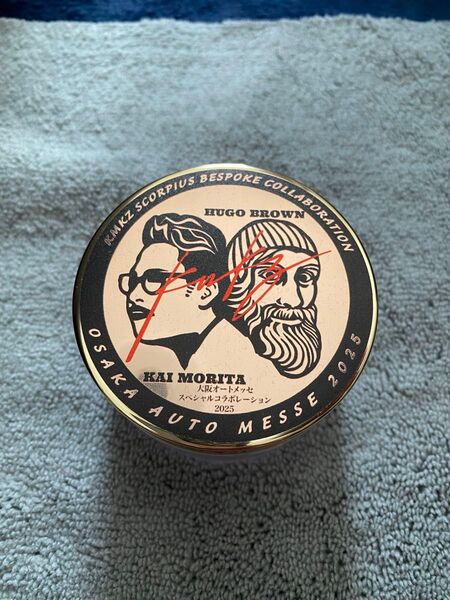 KMKZ SCORPIUS BESPOKE COLLABORATION
HUGO BROWN
KAI MORITA
大阪オートメッセ
スペシャルコラボレーション
2025
OSAKA AUTO MESSE 2025